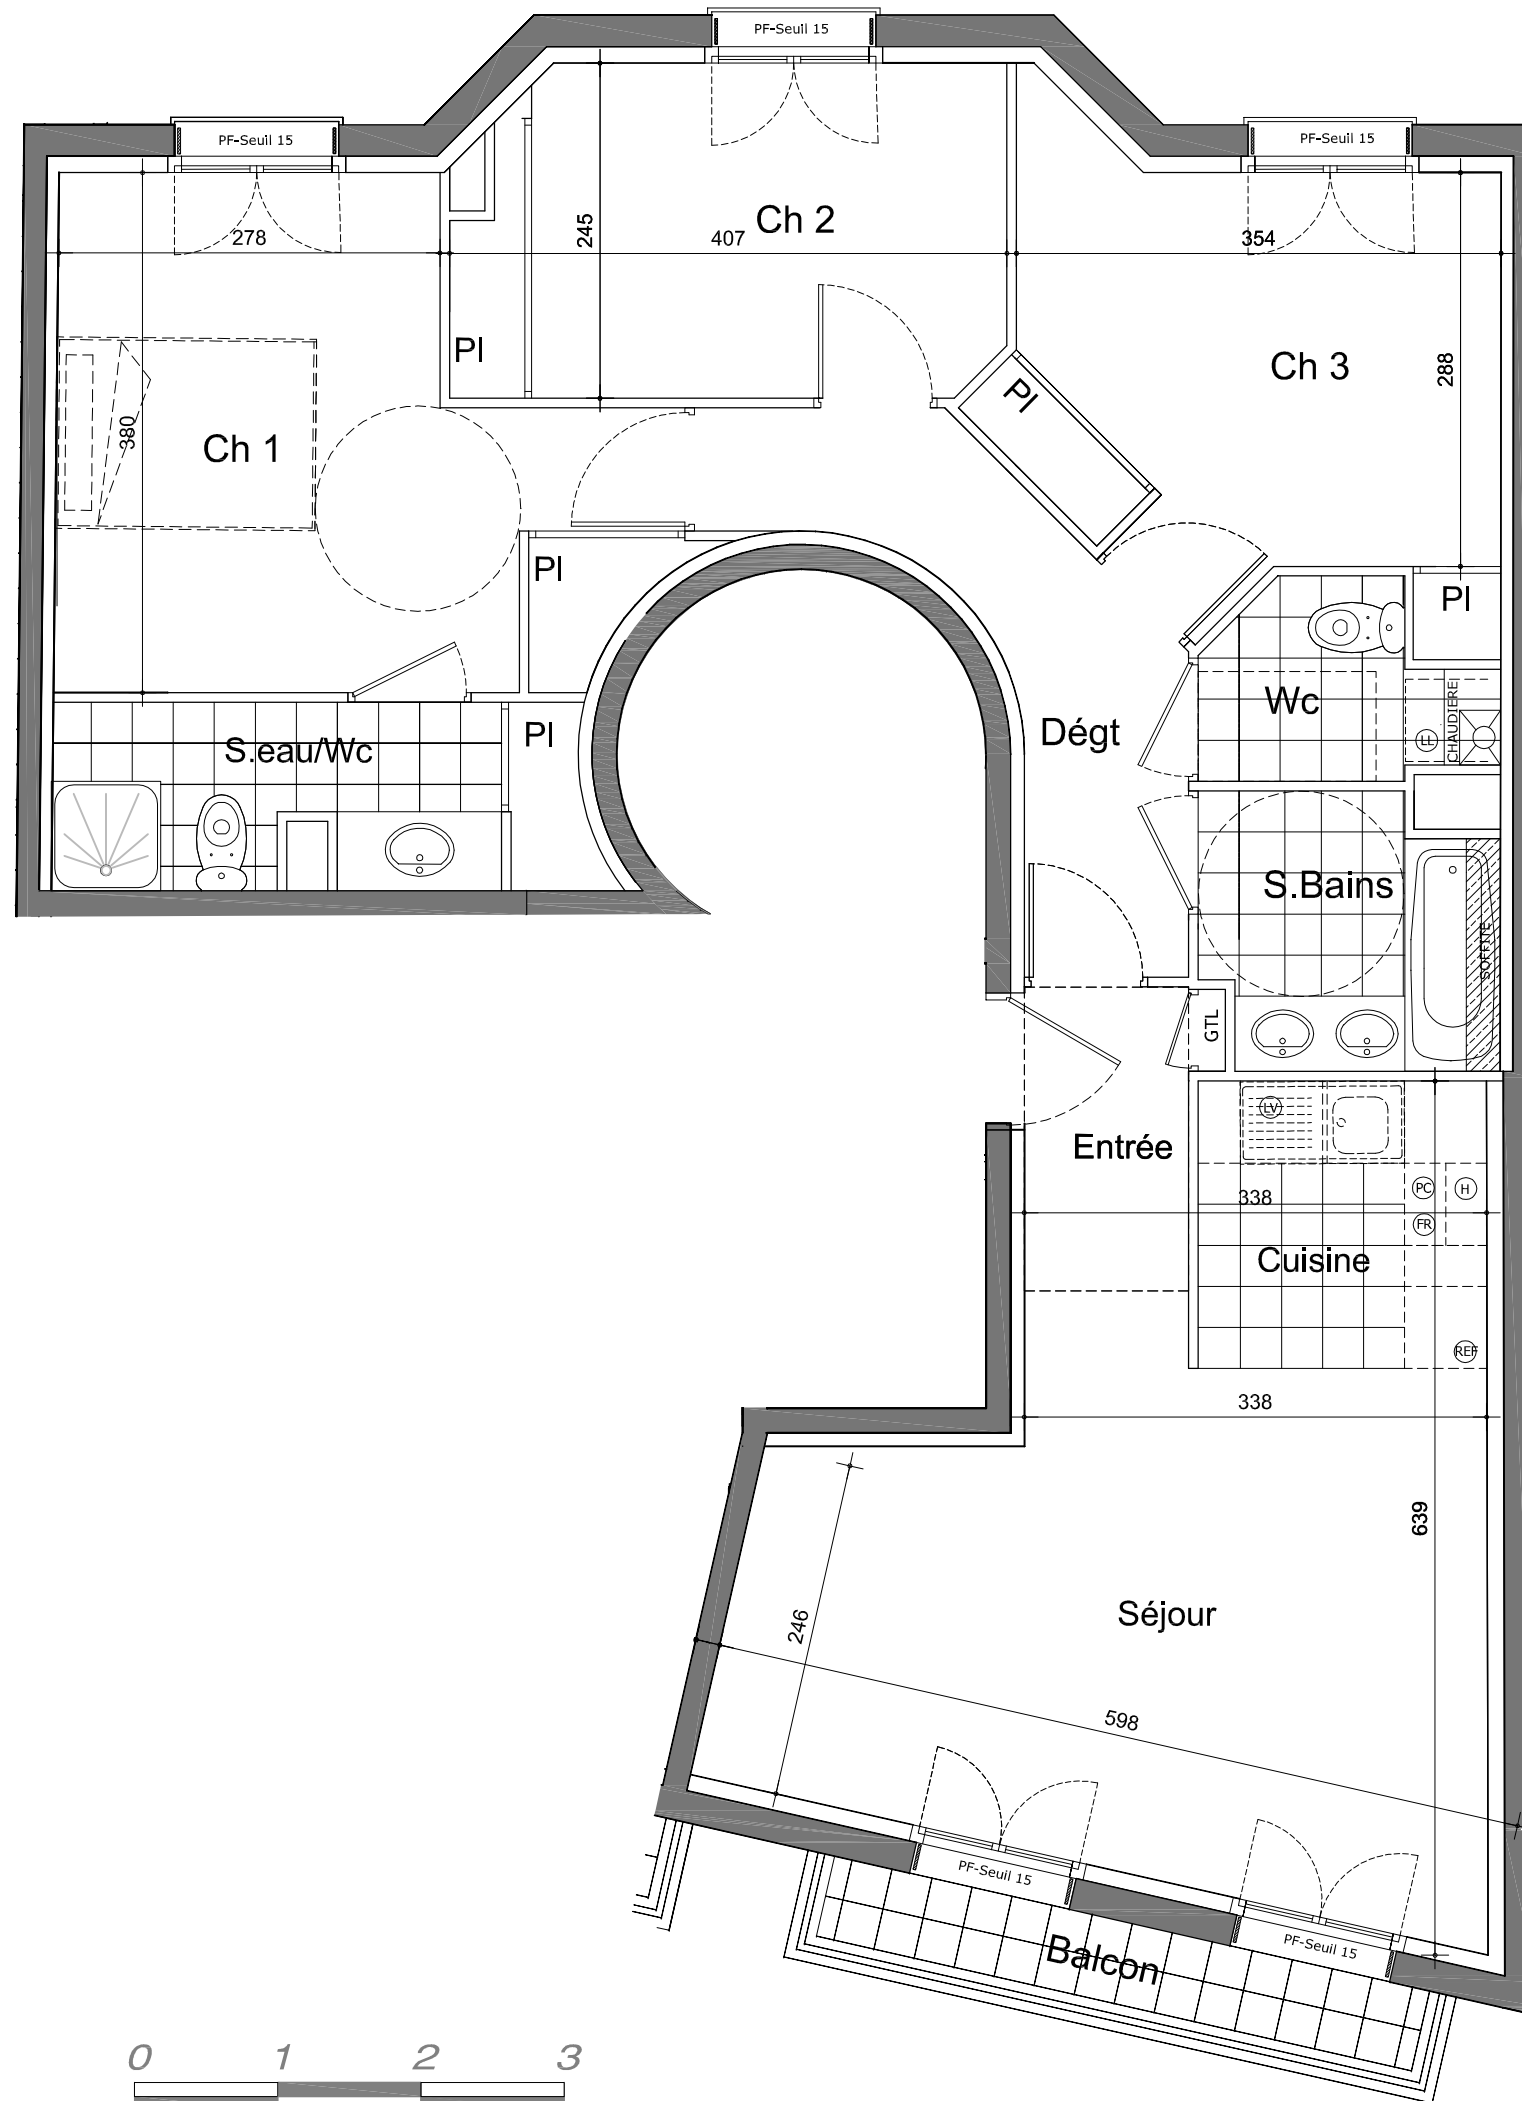 PF-Seuil 15
PF-Seuil 15
PF-Seuil 15
Ch 2
245
278
407
354
Pl
Ch 3
288
Pl
380
Ch 1
Pl
Pl
Wc
CHAUDIERE
LL
Dégt
Pl
S.eau/Wc
S.Bains
SOFFITE
GTL
LV
Entrée
338
PC
H
FR
Cuisine
REF
338
639
246
Séjour
598
PF-Seuil 15
PF-Seuil 15
Balcon
0 1 2 3